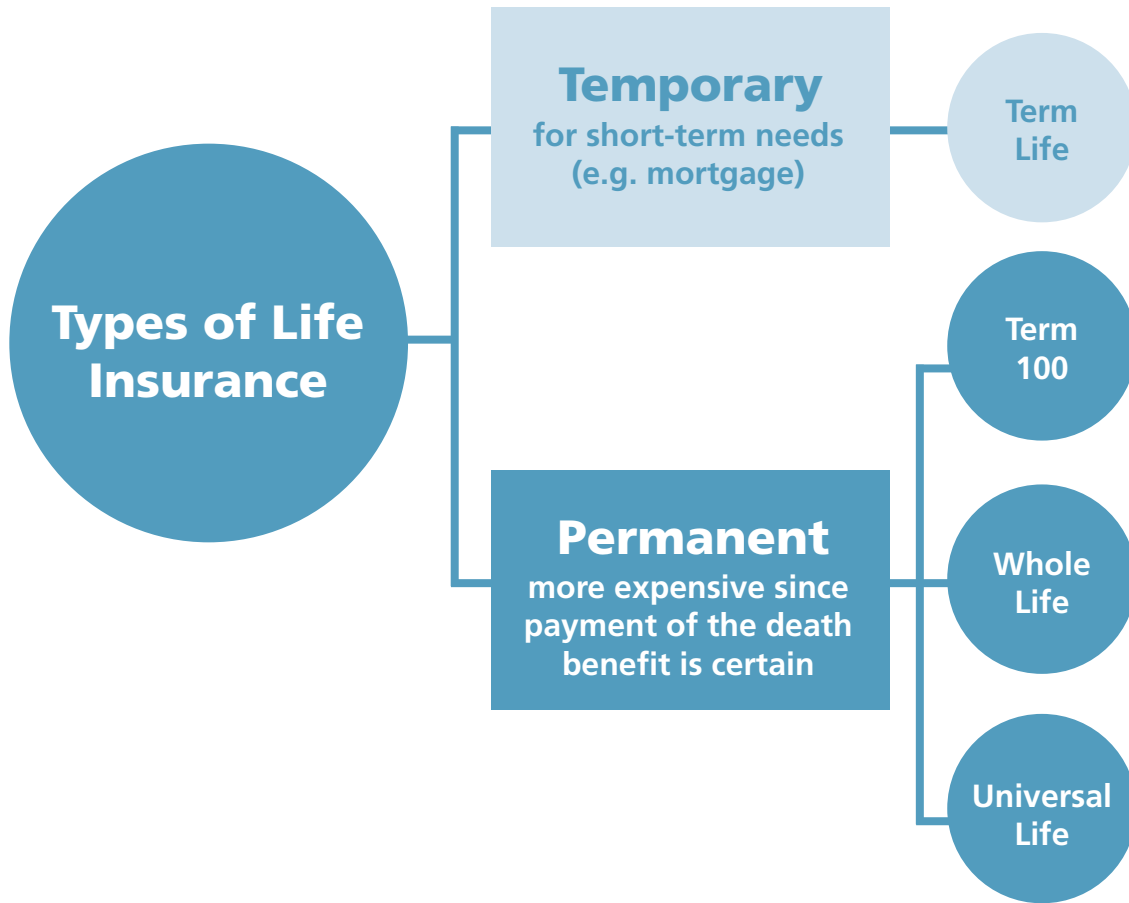 Types of Life
Insurance
Temporary
for short-term needs
(e.g. mortgage)
Term
Life
Permanent
more expensive since
payment of the death
benefit is certain
Term
100
Whole
Life
Universal
Life